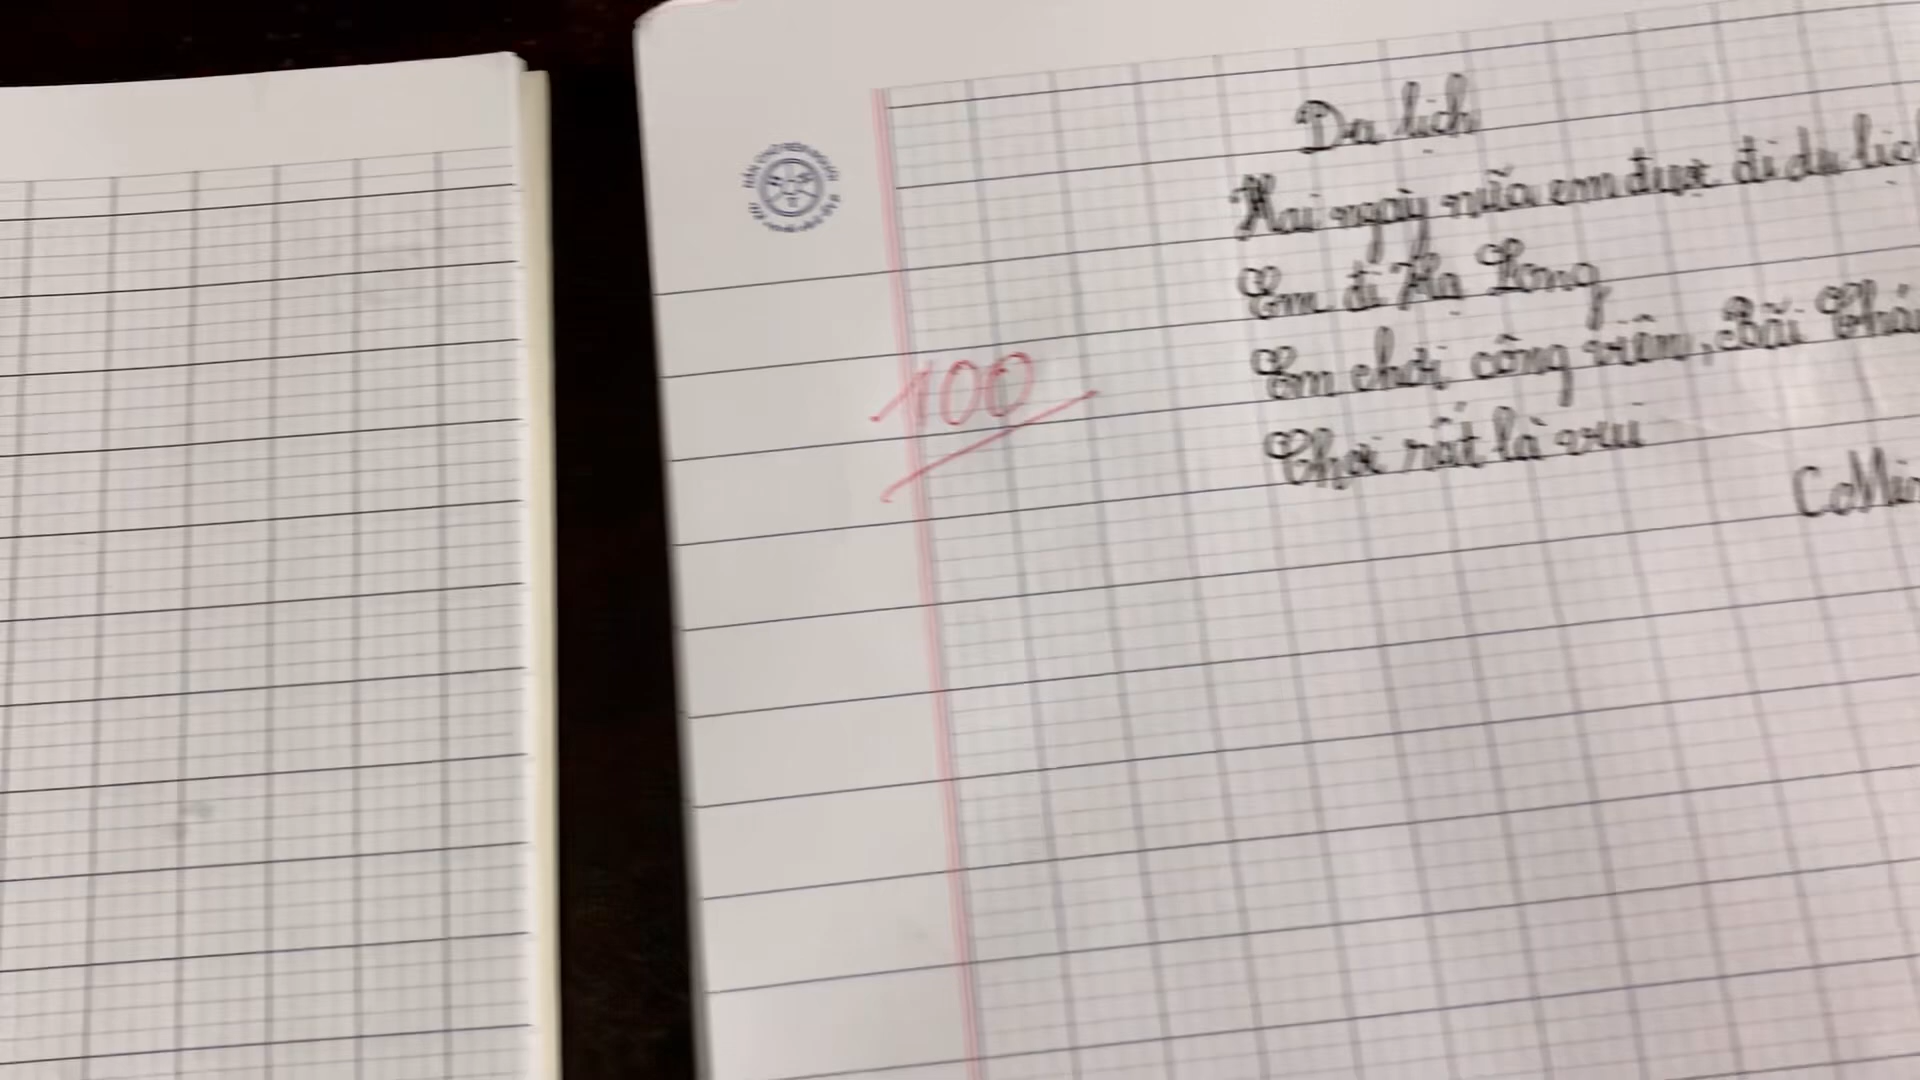 Du lịch
Hai ngày nữa em được đi du lịch
Em đi Hạ Long
Em chơi công viên, Bãi Chá
Chơi rất là vui
100